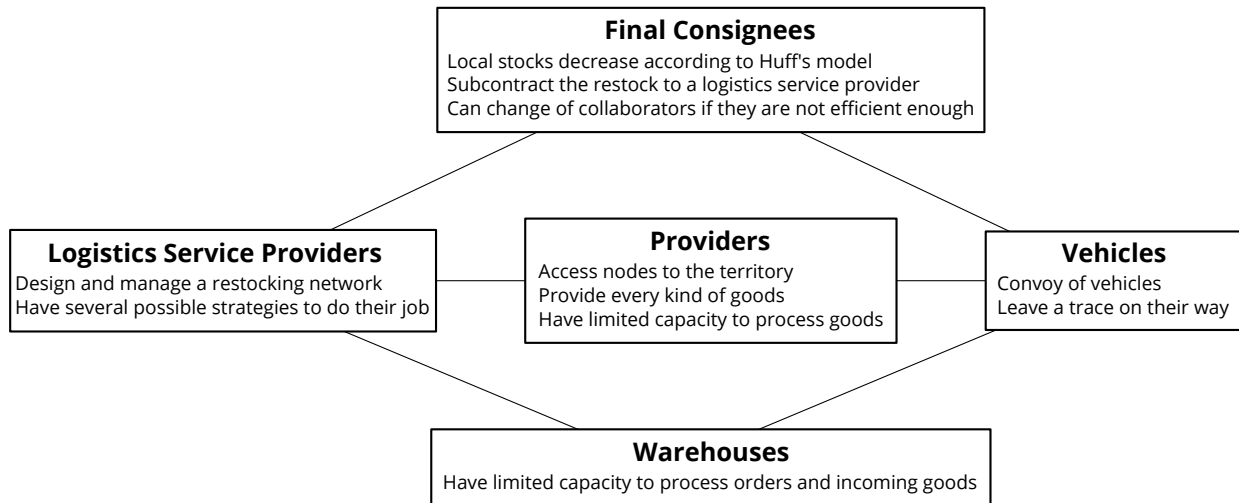 Final Consignees
Local stocks decrease according to Huff's model
Subcontract the restock to a logistics service provider
Can change of collaborators if they are not efficient enough
Logistics Service Providers
Design and manage a restocking network
Have several possible strategies to do their job
Providers
Access nodes to the territory
Provide every kind of goods
Have limited capacity to process goods
Vehicles
Convoy of vehicles
Leave a trace on their way
Warehouses
Have limited capacity to process orders and incoming goods